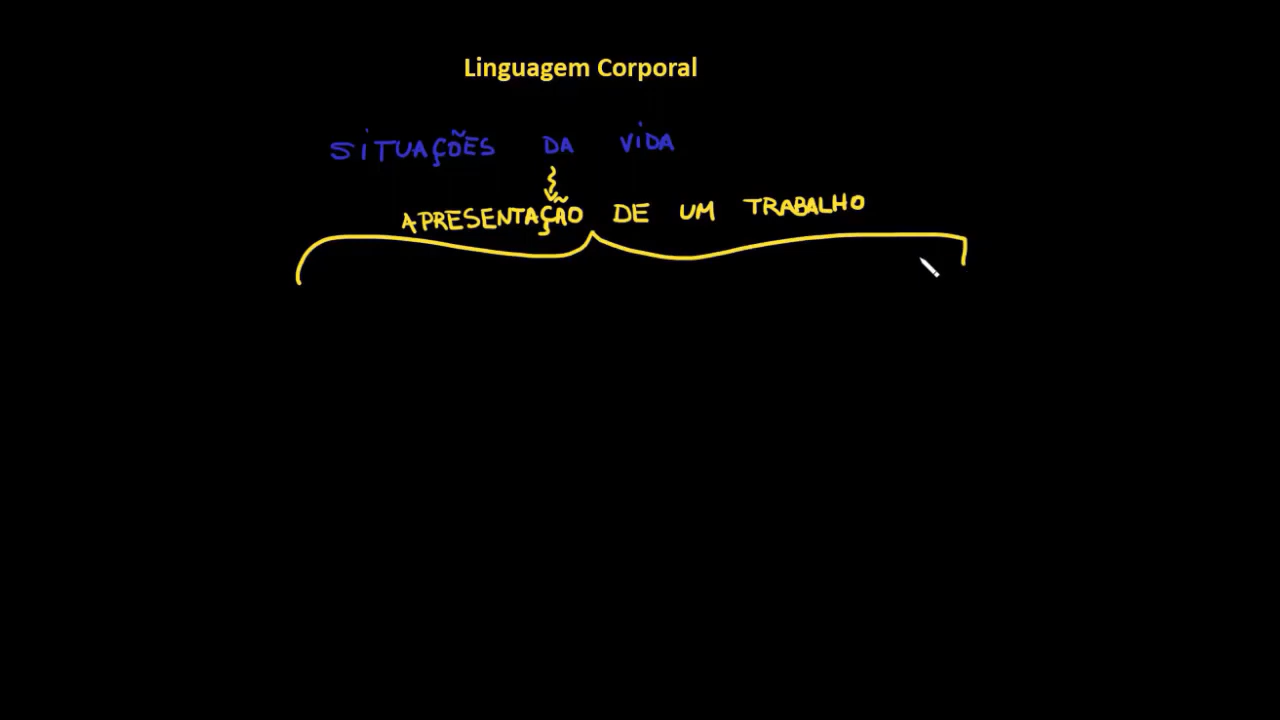 Linguagem Corporal
SITUAÇÕES DA VIDA
APRESENTAÇÃO DE UM TRABALHO